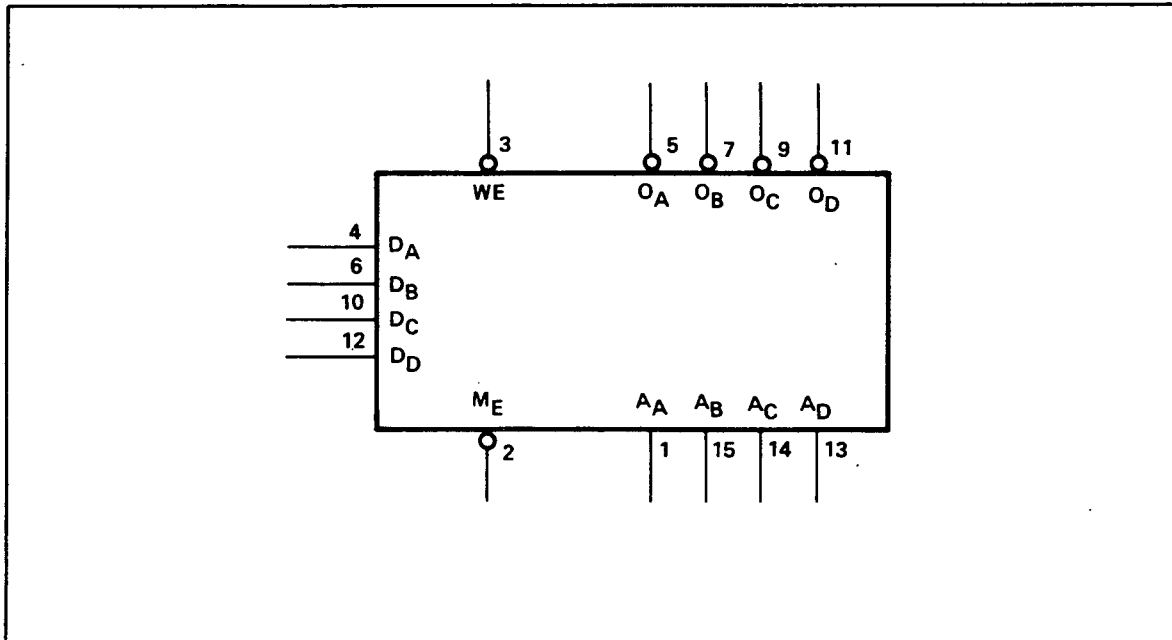 3 5 7 9 11
WE O_A O_B O_C O_D
4 D_A
6 D_B
10 D_C
12 D_D
M_E A_A A_B A_C A_D
2 1 15 14 13